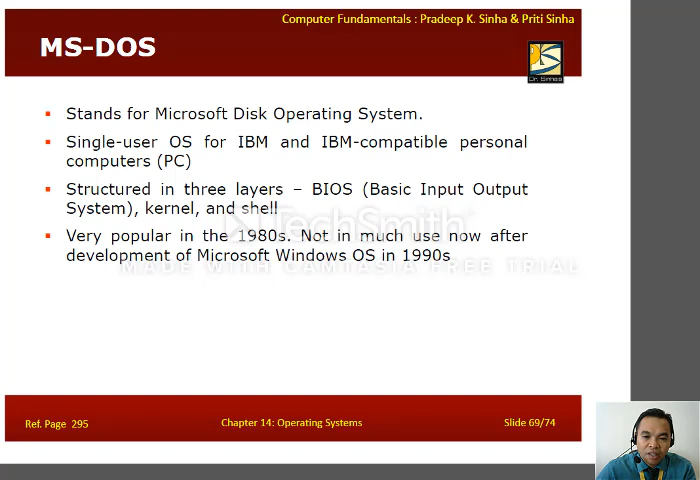 Computer Fundamentals : Pradeep K. Sinha & Priti Sinha
MS-DOS
Dr. Sinhas
▪ Stands for Microsoft Disk Operating System.
▪ Single-user OS for IBM and IBM-compatible personal
computers (PC)
▪ Structured in three layers – BIOS (Basic Input Output
System), kernel, and shell
TechSmith
▪ Very popular in the 1980s. Not in much use now after
development of Microsoft Windows OS in 1990s
MADE WITH CAMTASIA FREE TRIAL
Ref. Page 295
Chapter 14: Operating Systems
Slide 69/74